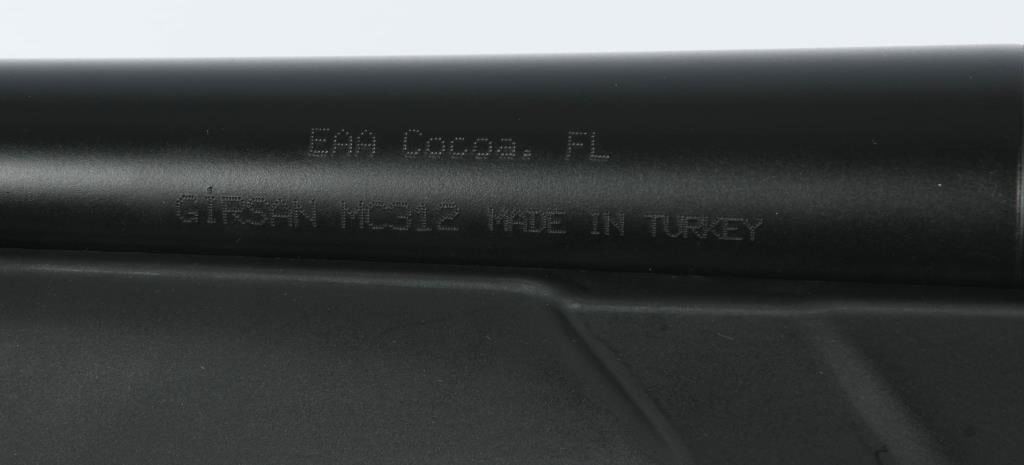 EAA Cocoa. FL
GİRSAN MC312 MADE IN TURKEY